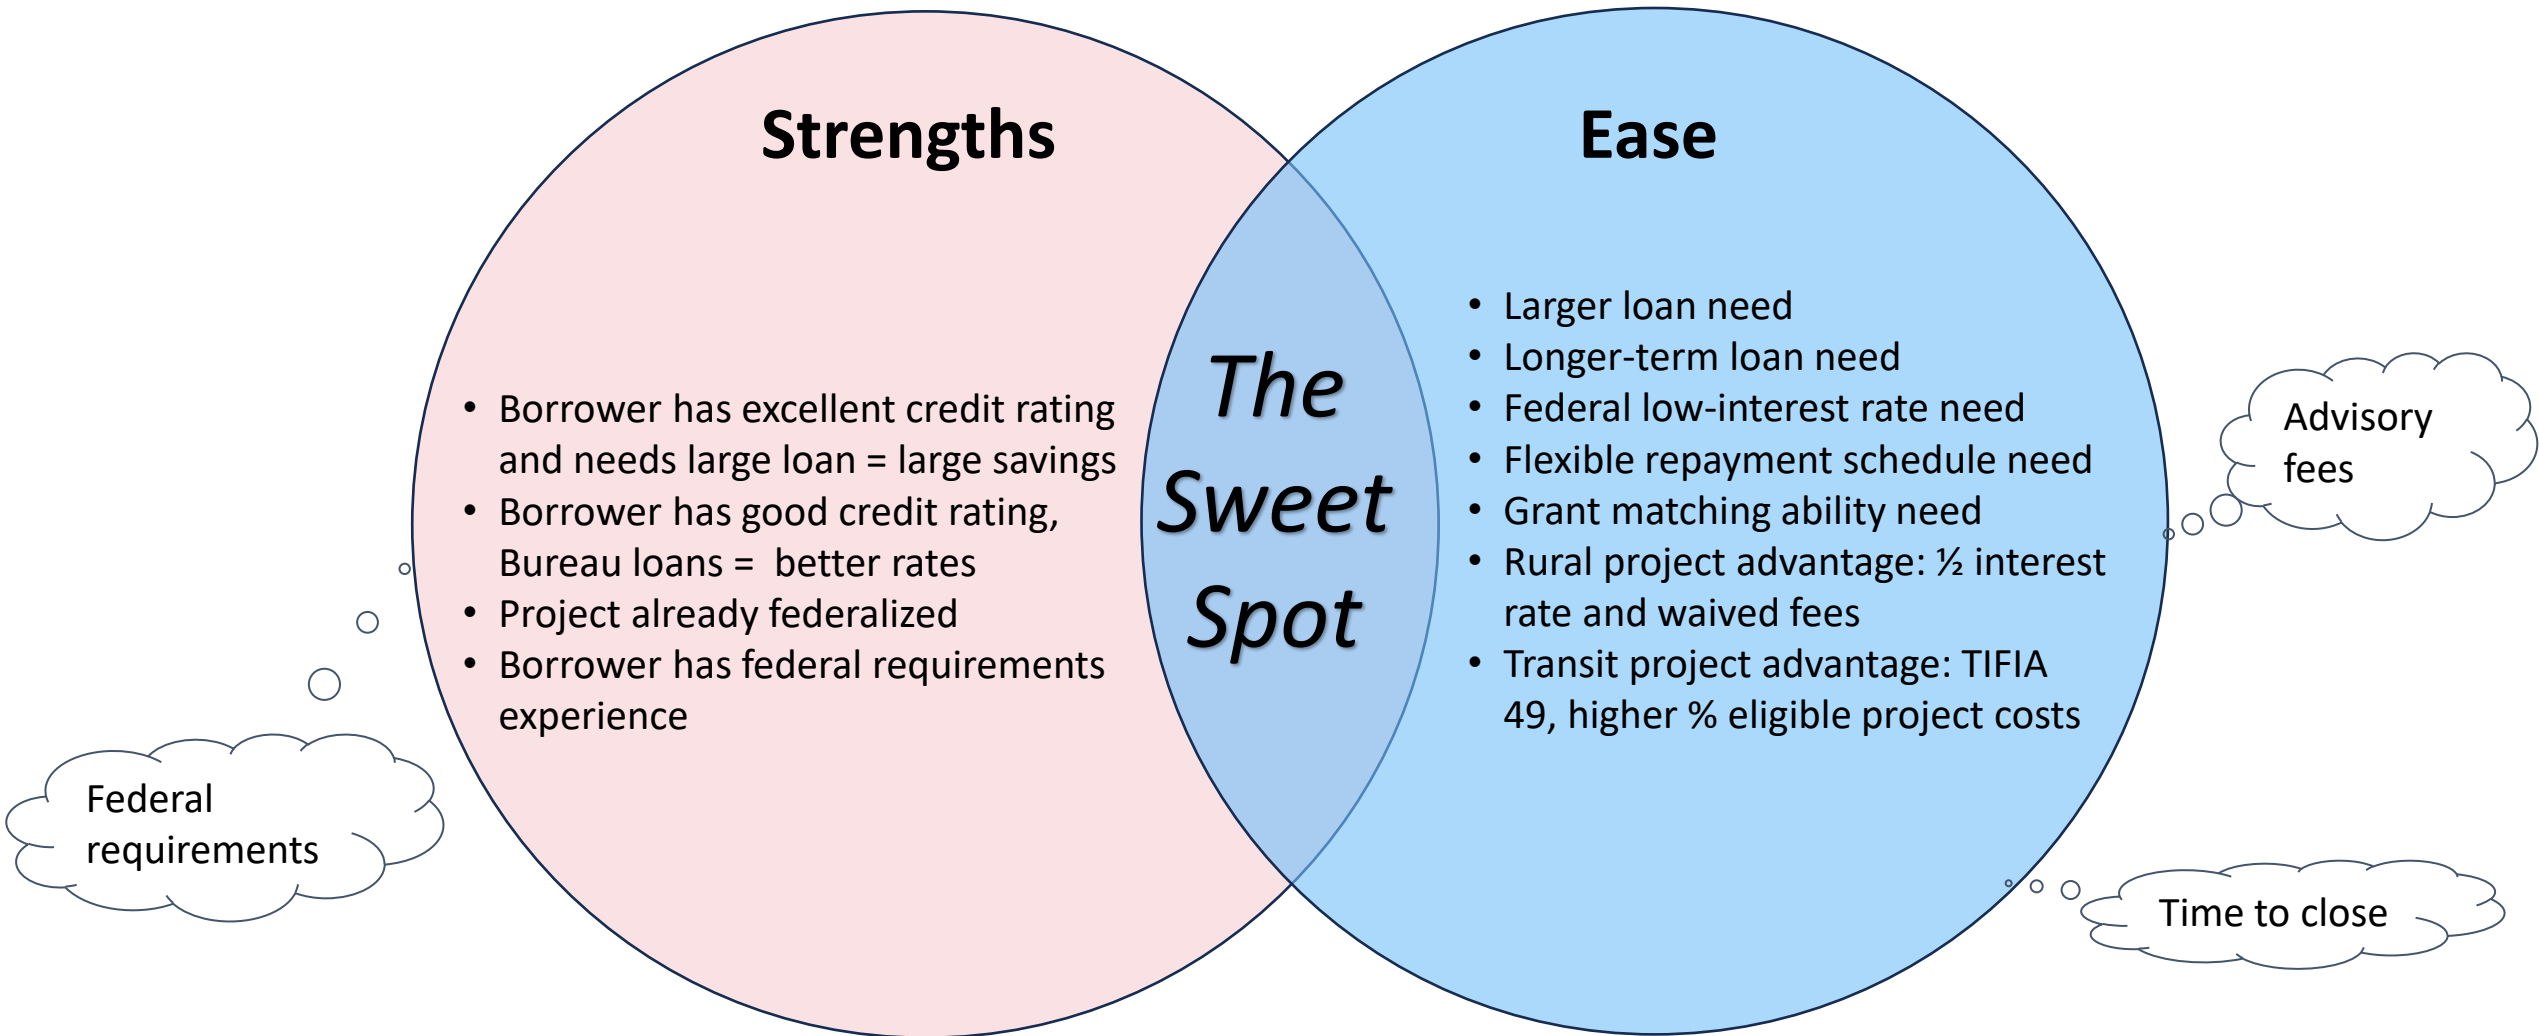 Strengths
• Borrower has excellent credit rating
and needs large loan = large savings
• Borrower has good credit rating,
Bureau loans =  better rates
• Project already federalized
• Borrower has federal requirements
experience
The
Sweet
Spot
Ease
• Larger loan need
• Longer-term loan need
• Federal low-interest rate need
• Flexible repayment schedule need
• Grant matching ability need
• Rural project advantage: ½ interest
rate and waived fees
• Transit project advantage: TIFIA
49, higher % eligible project costs
Federal
requirements
Advisory
fees
Time to close